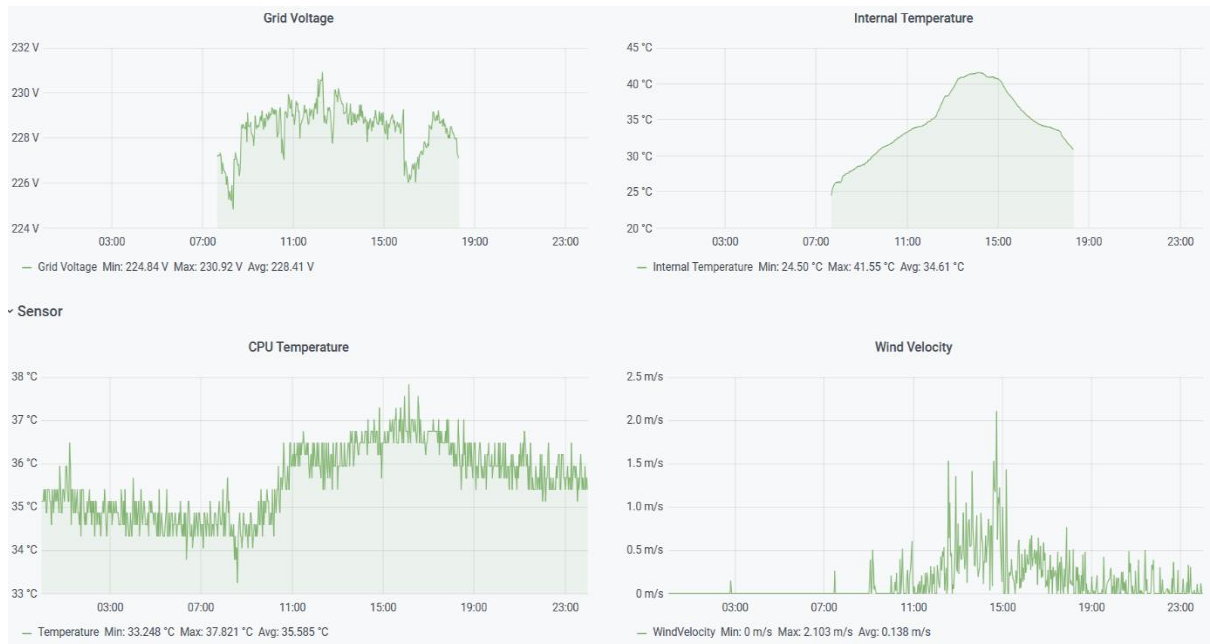 Grid Voltage
232 V
230 V
228 V
226 V
224 V
03:00 07:00 11:00 15:00 19:00 23:00
Grid Voltage Min: 224.84 V Max: 230.92 V Avg: 228.41 V
Internal Temperature
45 °C
40 °C
35 °C
30 °C
25 °C
20 °C
03:00 07:00 11:00 15:00 19:00 23:00
Internal Temperature Min: 24.50 °C Max: 41.55 °C Avg: 34.61 °C
Sensor
CPU Temperature
38 °C
37 °C
36 °C
35 °C
34 °C
33 °C
03:00 07:00 11:00 15:00 19:00 23:00
Temperature Min: 33.248 °C Max: 37.821 °C Avg: 35.585 °C
Wind Velocity
2.5 m/s
2.0 m/s
1.5 m/s
1.0 m/s
0.5 m/s
0 m/s
03:00 07:00 11:00 15:00 19:00 23:00
WindVelocity Min: 0 m/s Max: 2.103 m/s Avg: 0.138 m/s